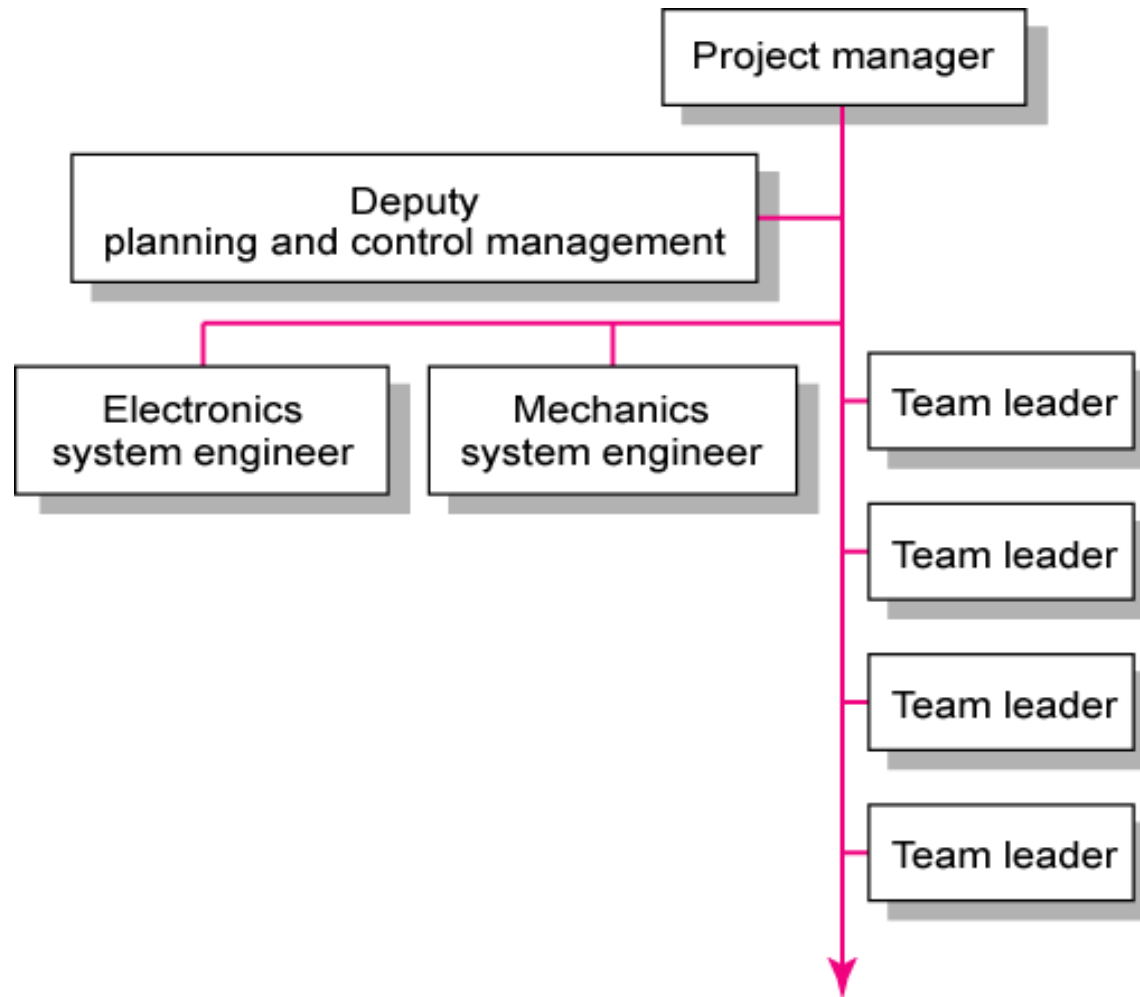 Project manager
Deputy
planning and control management
Electronics
system engineer
Mechanics
system engineer
Team leader
Team leader
Team leader
Team leader